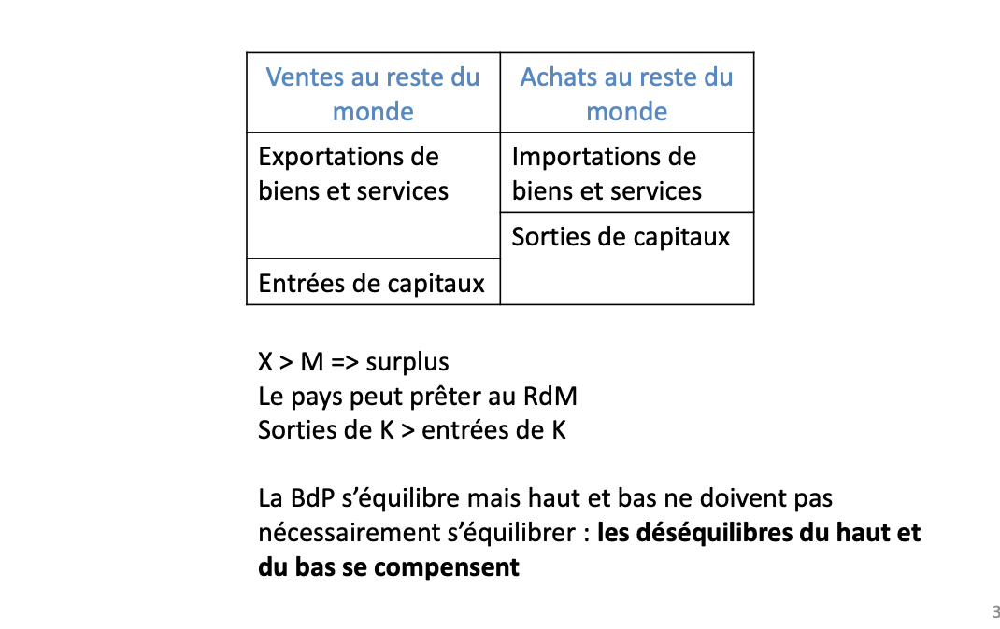 Ventes au reste du
monde
Achats au reste du
monde
Exportations de
biens et services
Importations de
biens et services
Sorties de capitaux
Entrées de capitaux
X > M => surplus
Le pays peut prêter au RdM
Sorties de K > entrées de K
La BdP s’équilibre mais haut et bas ne doivent pas
nécessairement s’équilibrer : les déséquilibres du haut et
du bas se compensent
3